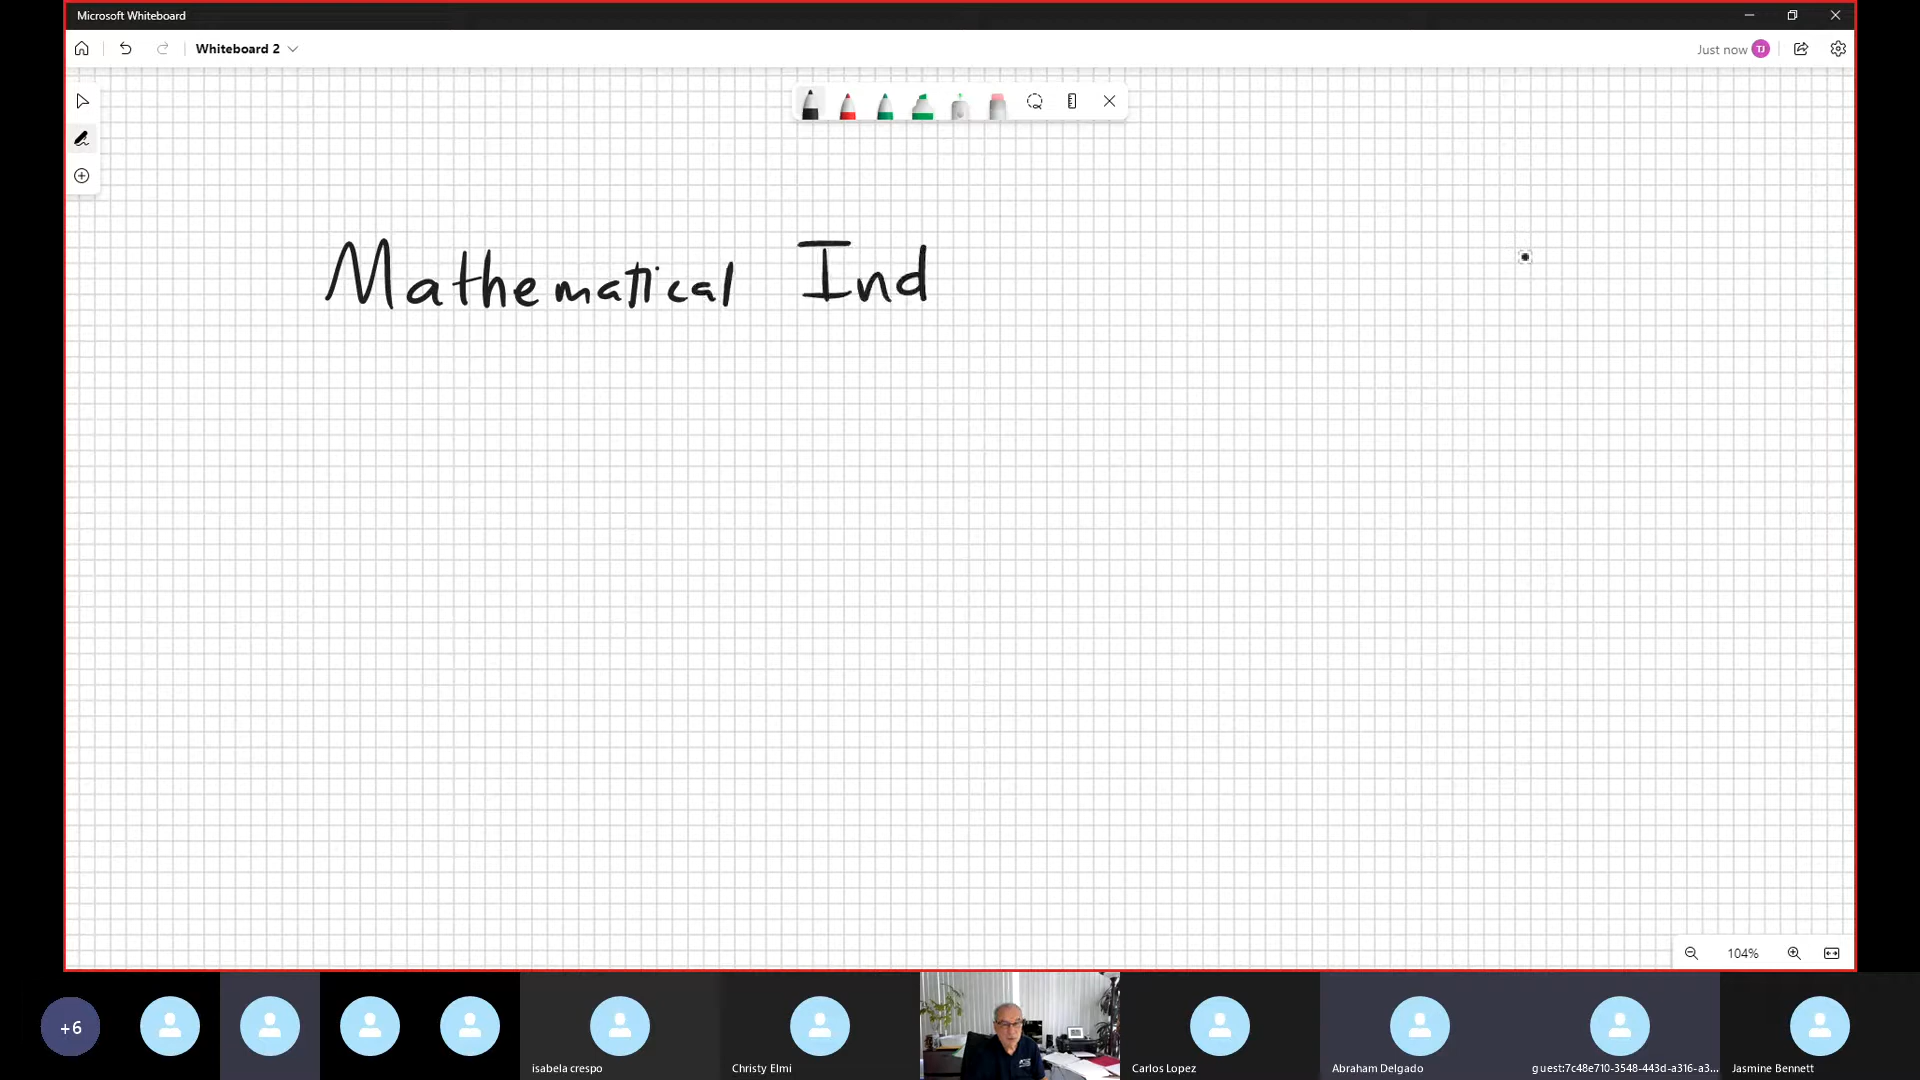 Microsoft Whiteboard
Whiteboard 2
Just now TJ
Mathematical Ind
104%
+6
isabela crespo
Christy Elmi
Carlos Lopez
Abraham Delgado
guest:7c48e710-3548-443d-a316-a3...
Jasmine Bennett